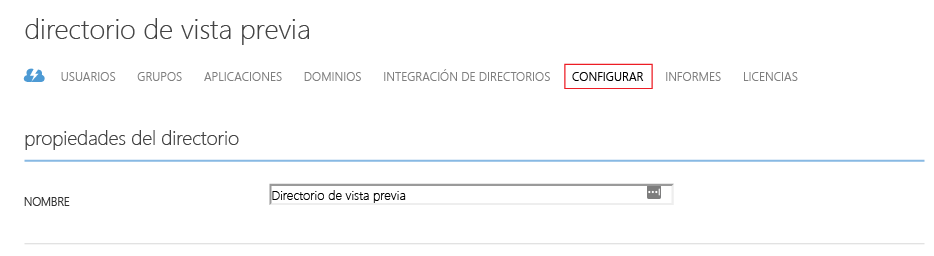 directorio de vista previa
USUARIOS GRUPOS APLICACIONES DOMINIOS INTEGRACIÓN DE DIRECTORIOS CONFIGURAR INFORMES LICENCIAS
propiedades del directorio
NOMBRE Directorio de vista previa